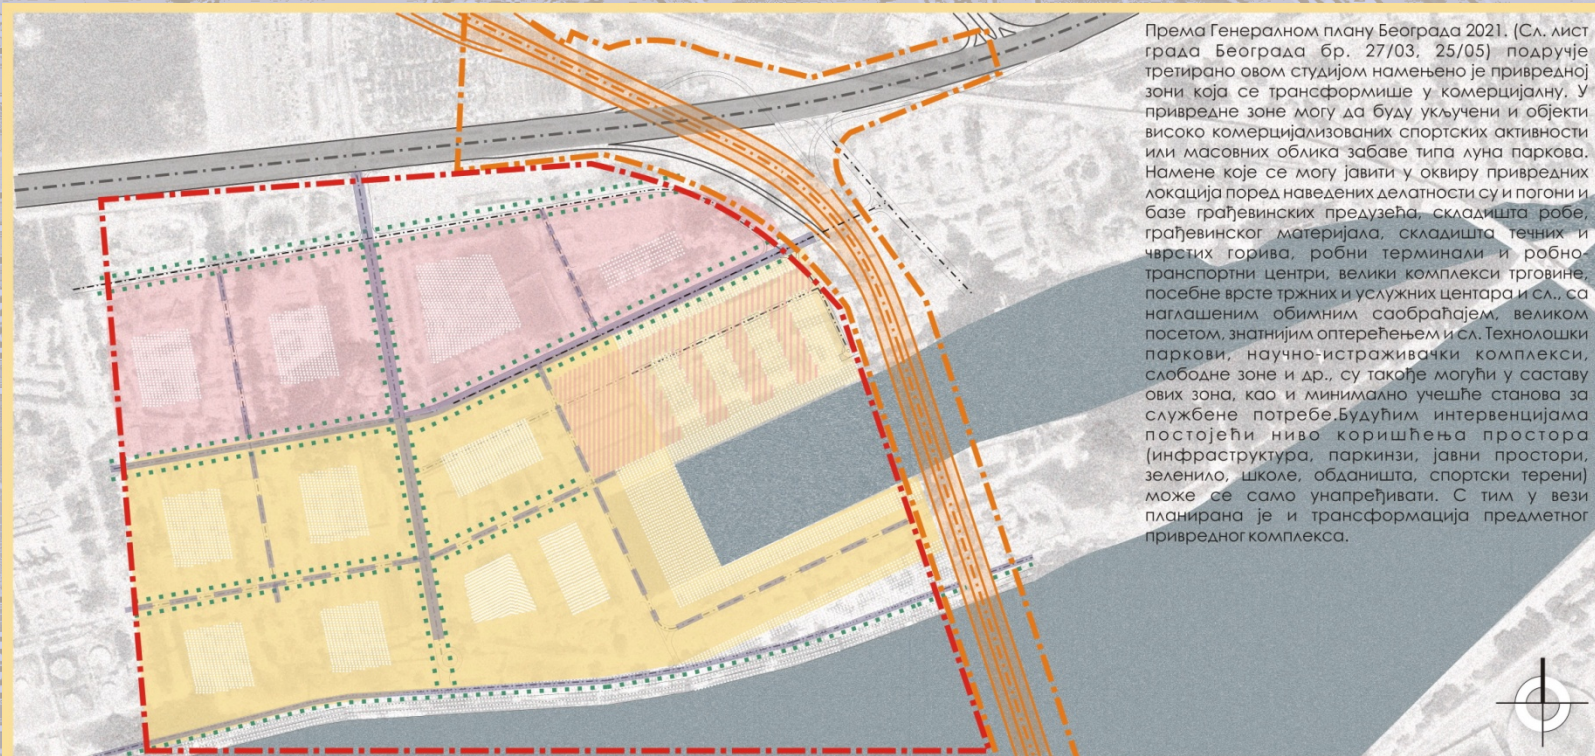 Према Генералном плану Београда 2021. (Сл. лист
града Београда бр. 27/03, 25/05) подручје
третирано овом студијом намењено је привредној
зони која се трансформише у комерцијалну. У
привредне зоне могу да буду укључени и објекти
високо комерцијализованих спортских активности
или масовних облика забаве типа луна паркова.
Намене које се могу јавити у оквиру привредних
локација поред наведених делатности су и погони и
базе грађевинских предузећа, складишта робе,
грађевинског материјала, складишта течних и
чврстих горива, робни терминали и робно-
транспортни центри, велики комплекси трговине,
посебне врсте тржних и услужних центара и сл., са
наглашеним обимним саобраћајем, великом
посетом, знатнијим оптерећењем и сл. Технолошки
паркови, научно-истраживачки комплекси,
слободне зоне и др., су такође могући у саставу
ових зона, као и минимално учешће станова за
службене потребе.Будућим интервенцијама
постојећи ниво коришћења простора
(инфраструктура, паркинзи, јавни простори,
зеленило, школе, обданишта, спортски терени)
може се само унапређивати. С тим у вези
планирана је и трансформација предметног
привредног комплекса.